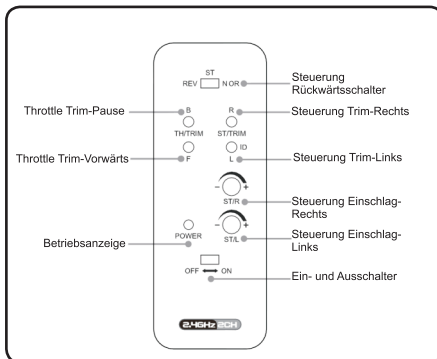 ST
REV NOR
Steuerung
Rückwärtsschalter
Throttle Trim-Pause
B
R
Steuerung Trim-Rechts
TH/TRIM
ST/TRIM
Throttle Trim-Vorwärts
F
ID
L
Steuerung Trim-Links
- +
ST/R
Steuerung Einschlag-
Rechts
- +
ST/L
Steuerung Einschlag-
Links
Betriebsanzeige
POWER
OFF ON
Ein- und Ausschalter
2.4GHz 2CH